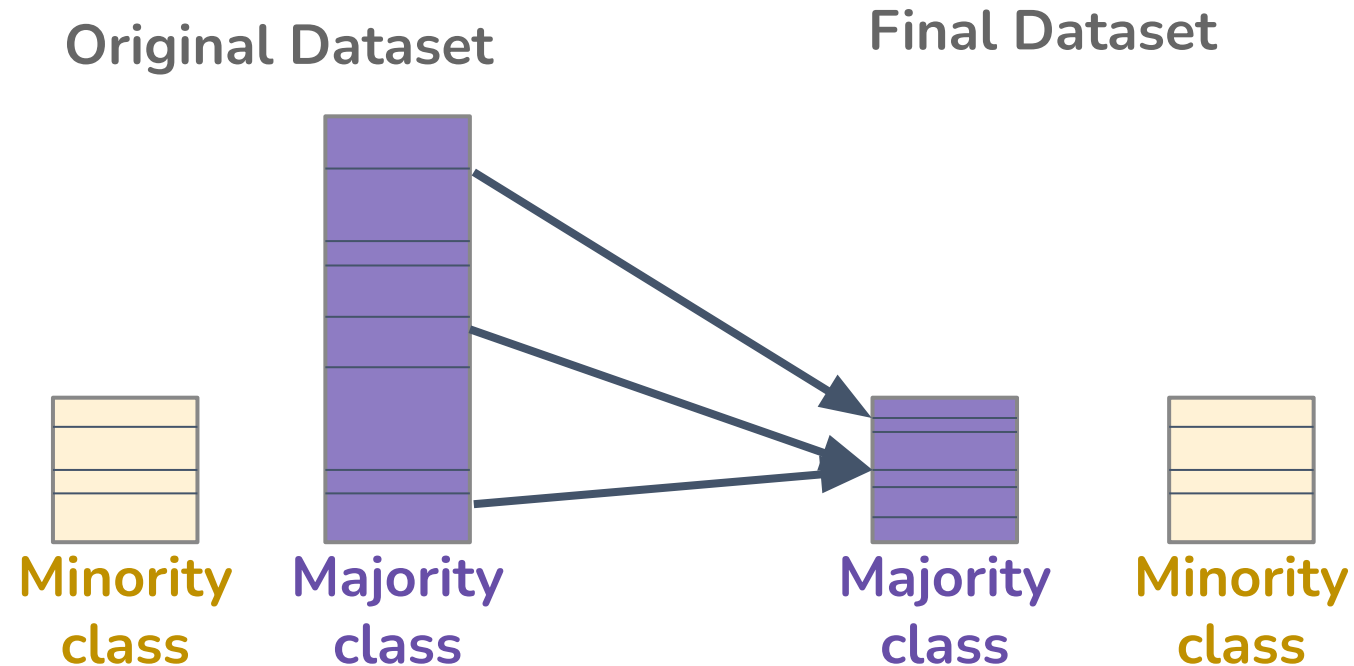 Original Dataset
Final Dataset
Minority
class
Majority
class
Majority
class
Minority
class